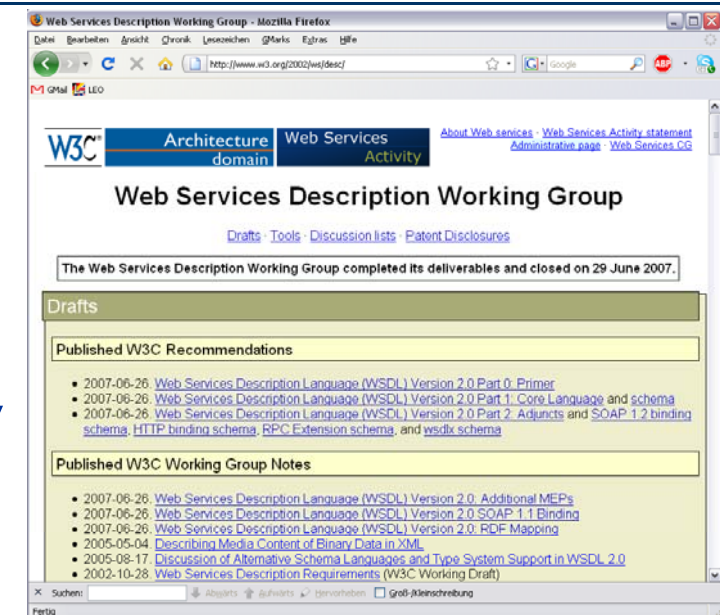 Web Services Description Working Group - Mozilla Firefox
Datei Bearbeiten Ansicht Chronik Lesezeichen GMarks Extras Hilfe
http://www.w3.org/2002/ws/desc/
Google
ABP
GMail LEO
W3C Architecture domain Web Services Activity
About Web services · Web Services Activity statement
Administrative page · Web Services CG
Web Services Description Working Group
Drafts · Tools · Discussion lists · Patent Disclosures
The Web Services Description Working Group completed its deliverables and closed on 29 June 2007.
Drafts
Published W3C Recommendations
• 2007-06-26. Web Services Description Language (WSDL) Version 2.0 Part 0: Primer
• 2007-06-26. Web Services Description Language (WSDL) Version 2.0 Part 1: Core Language and schema
• 2007-06-26. Web Services Description Language (WSDL) Version 2.0 Part 2: Adjuncts and SOAP 1.2 binding
schema, HTTP binding schema, RPC Extension schema, and wsdlx schema
Published W3C Working Group Notes
• 2007-06-26. Web Services Description Language (WSDL) Version 2.0: Additional MEPs
• 2007-06-26. Web Services Description Language (WSDL) Version 2.0 SOAP 1.1 Binding
• 2007-06-26. Web Services Description Language (WSDL) Version 2.0: RDF Mapping
• 2005-05-04. Describing Media Content of Binary Data in XML
• 2005-08-17. Discussion of Alternative Schema Languages and Type System Support in WSDL 2.0
• 2002-10-28. Web Services Description Requirements (W3C Working Draft)
Suchen: Abwärts Aufwärts Hervorheben Groß-/Kleinschreibung
Fertig